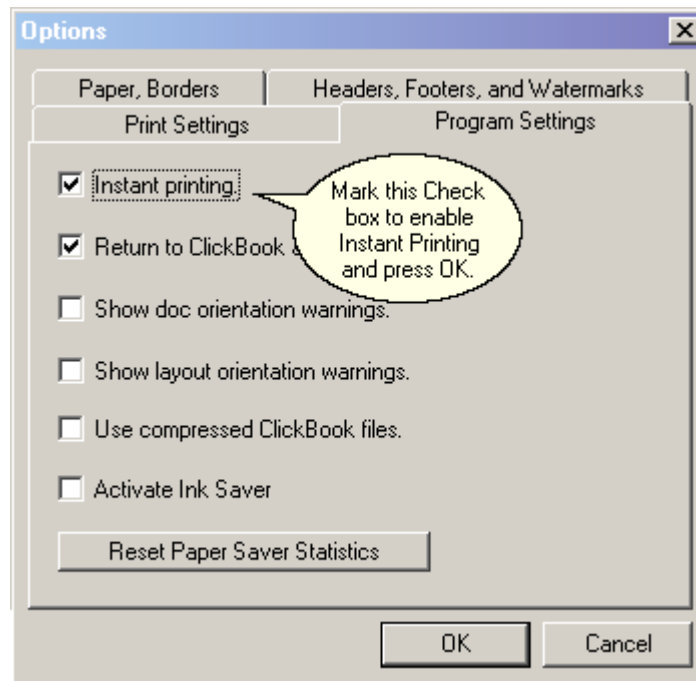 Options
Paper, Borders
Headers, Footers, and Watermarks
Print Settings
Program Settings
Instant printing.
Mark this Check
box to enable
Instant Printing
and press OK.
Return to ClickBook
Show doc orientation warnings.
Show layout orientation warnings.
Use compressed ClickBook files.
Activate Ink Saver
Reset Paper Saver Statistics
OK
Cancel